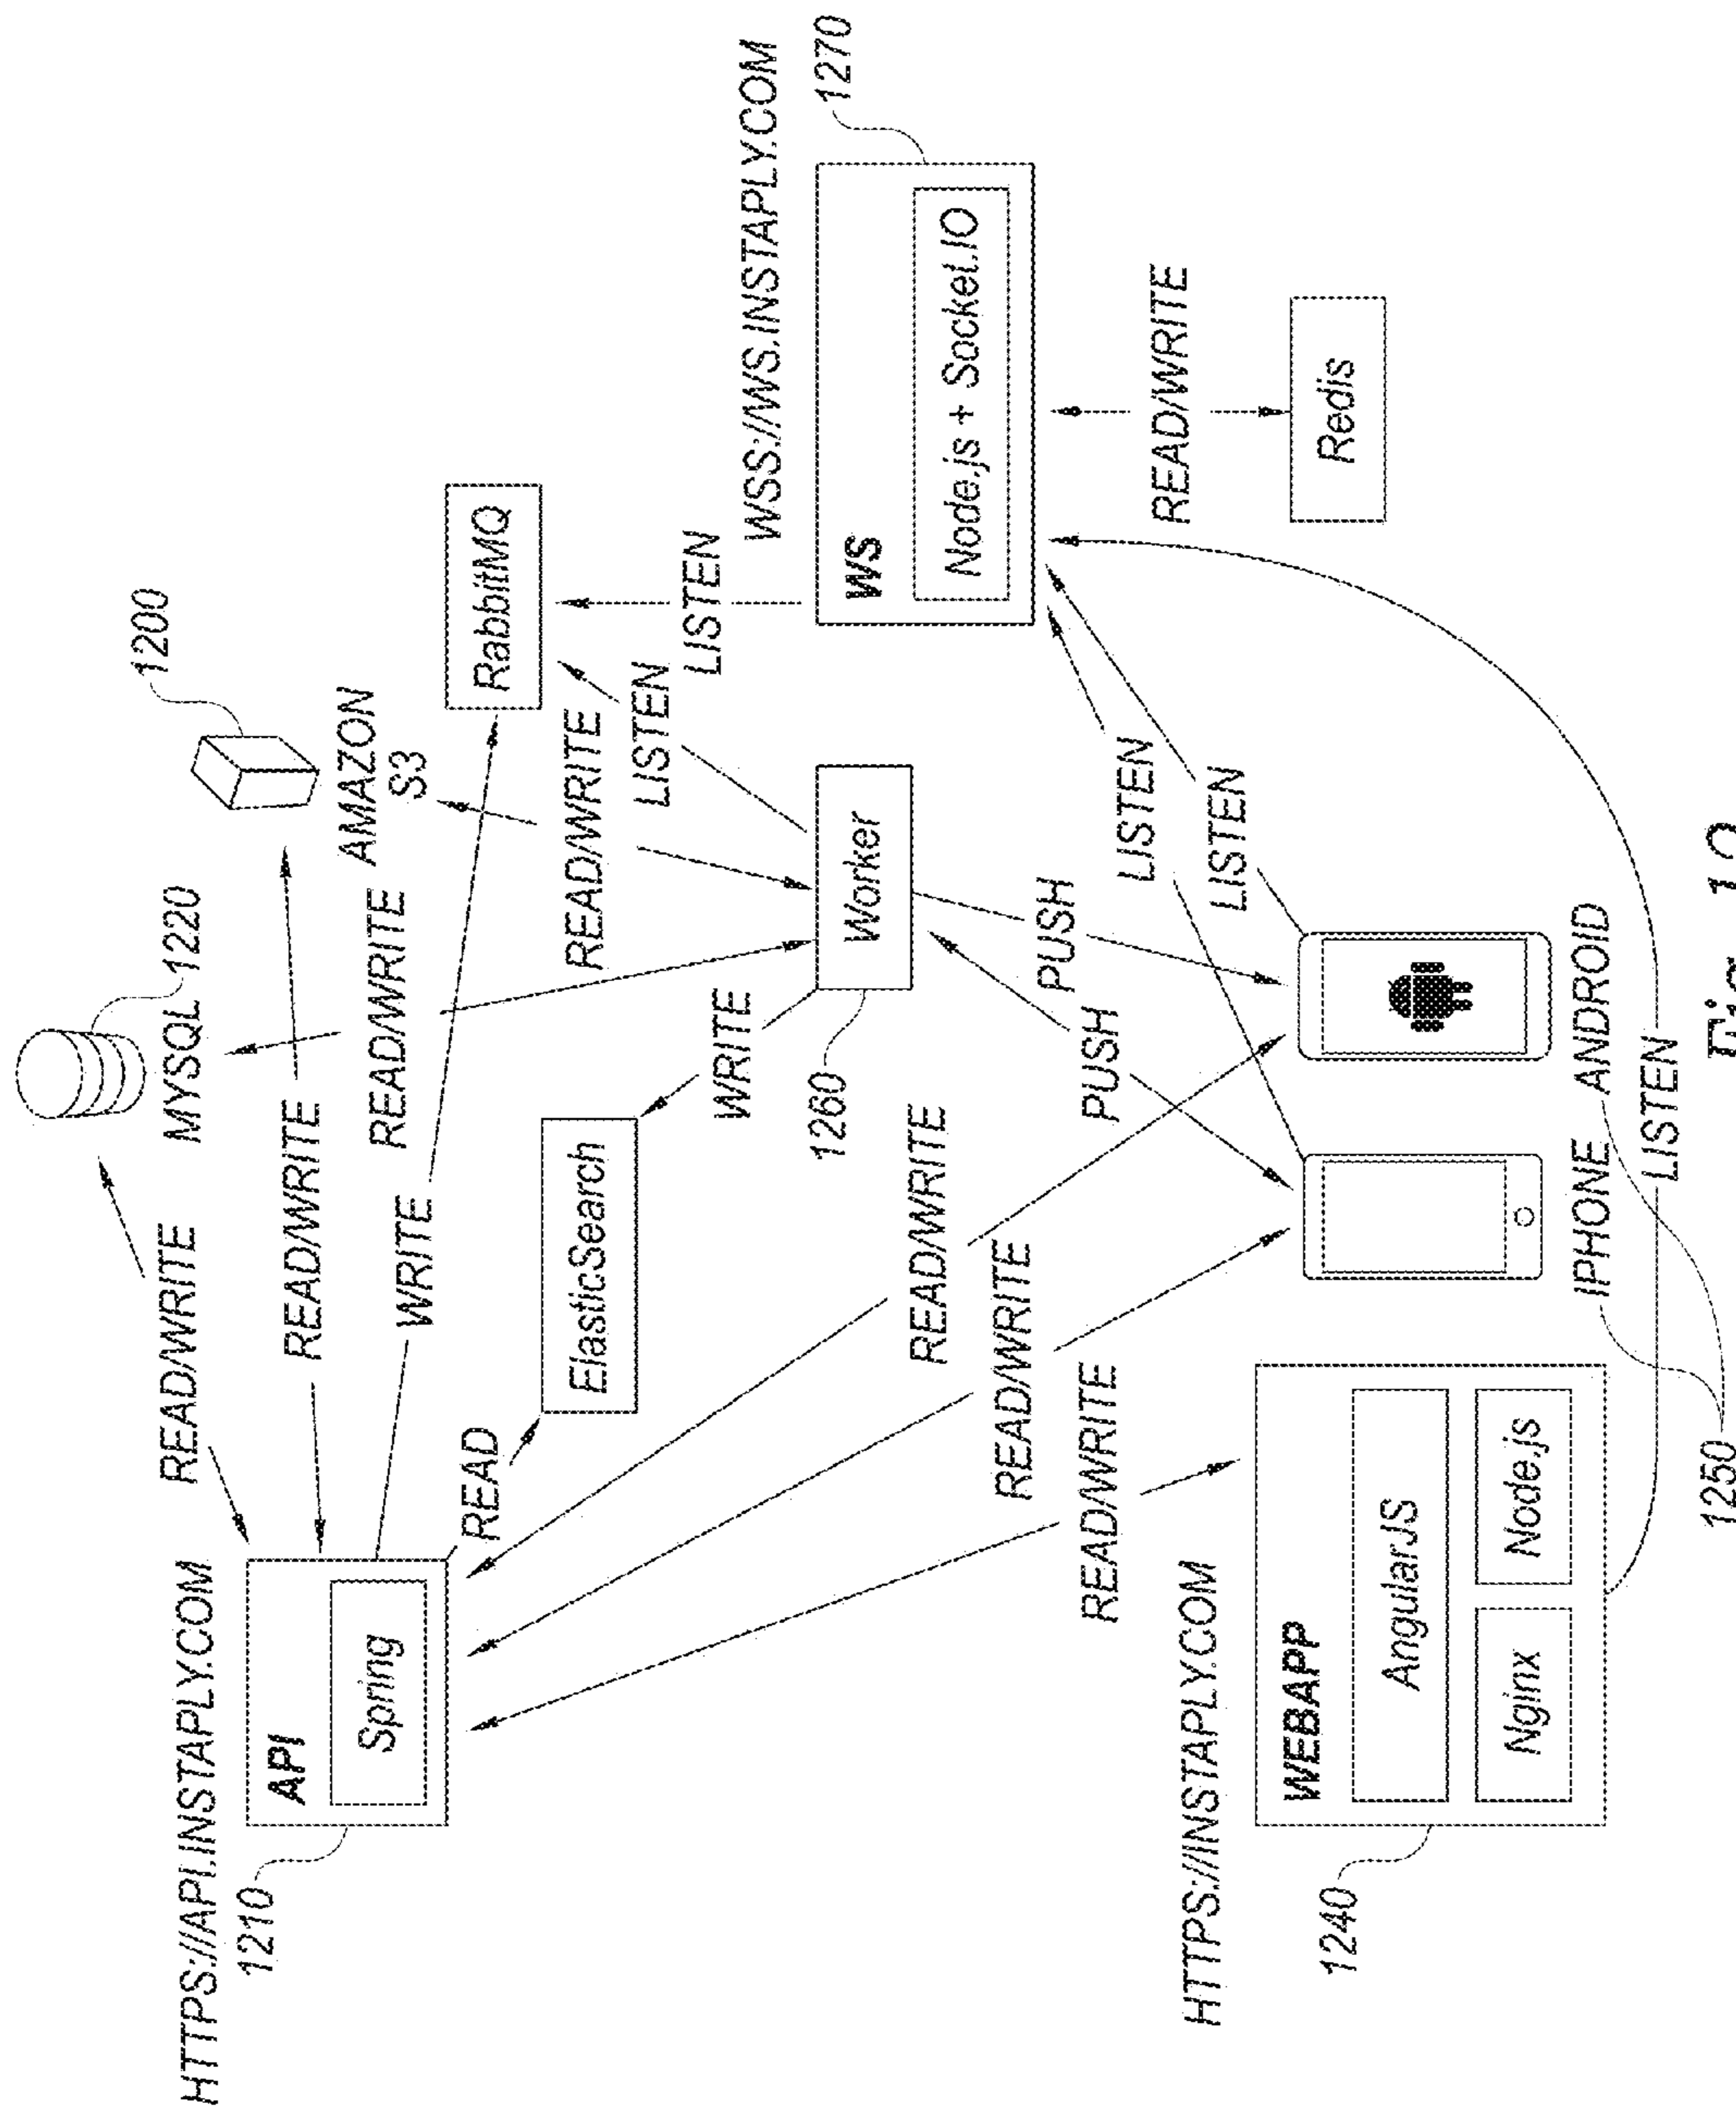 MYSQL 1220
1200
HTTPS://API.INSTAPLY.COM
READ/WRITE
1210
API
Spring
READ/WRITE
AMAZON
S3
READ/WRITE
WRITE
READ
RabbitMQ
ElasticSearch
READ/WRITE
LISTEN
LISTEN
WRITE
WSS://WS.INSTAPLY.COM
1260
Worker
1270
WS
Node.js + Socket.IO
READ/WRITE
READ/WRITE
READ/WRITE
PUSH
PUSH
LISTEN
LISTEN
READ/WRITE
Redis
HTTPS://INSTAPLY.COM
1240
WEBAPP
AngularJS
Nginx
Node.js
IPHONE
ANDROID
LISTEN
1250
Fig. 12